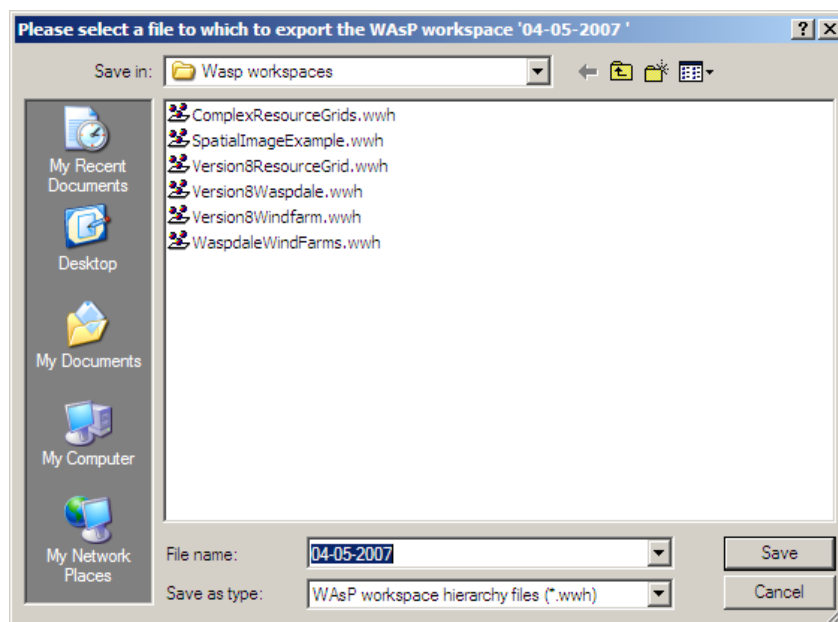 Please select a file to which to export the WAsP workspace '04-05-2007 '
Save in:
Wasp workspaces
My Recent
Documents
Desktop
My Documents
My Computer
My Network
Places
ComplexResourceGrids.wwh
SpatialImageExample.wwh
Version8ResourceGrid.wwh
Version8Waspdale.wwh
Version8Windfarm.wwh
WaspdaleWindFarms.wwh
File name:
04-05-2007
Save
Save as type:
WAsP workspace hierarchy files (*.wwh)
Cancel